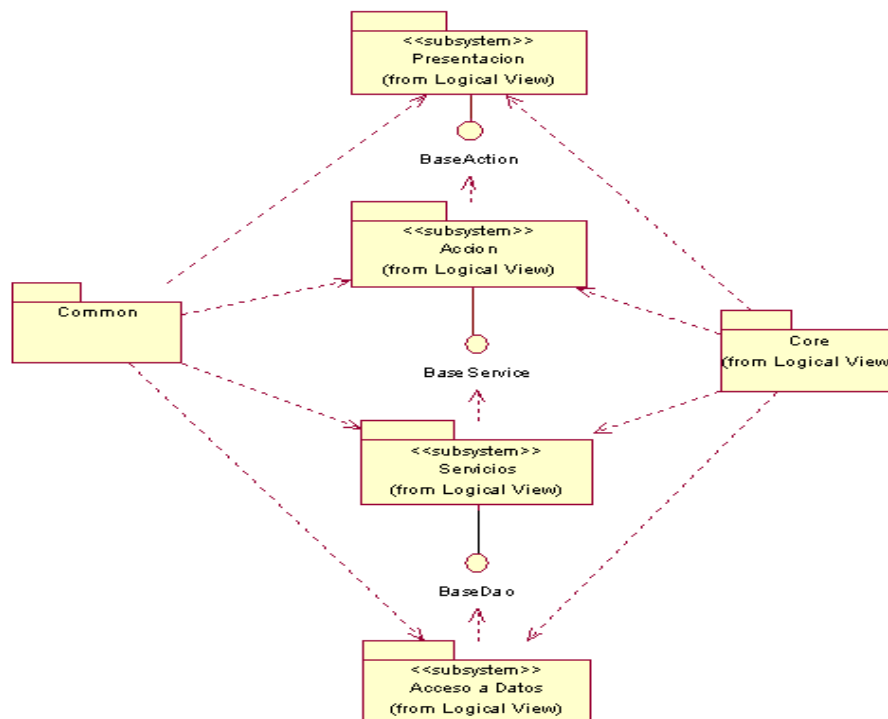 <<subsystem>>
Presentacion
(from Logical View)
BaseAction
<<subsystem>>
Accion
(from Logical View)
Common
Core
(from Logical View
BaseService
<<subsystem>>
Servicios
(from Logical View)
BaseDao
<<subsystem>>
Acceso a Datos
(from Logical View)